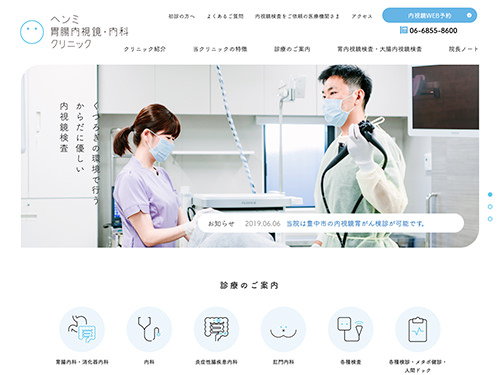 ヘンミ
胃腸内視鏡・内科
クリニック
初診の方へ よくあるご質問 内視鏡検査をご依頼の医療機関さま アクセス
内視鏡WEB予約
06-6855-8600
クリニック紹介 当クリニックの特徴 診療のご案内 胃内視鏡検査・大腸内視鏡検査 院長ノート
くつろぎの環境で行う
からだに優しい
内視鏡検査
お知らせ 2019.06.06 当院は豊中市の内視鏡胃がん検診が可能です。
診療のご案内
胃腸内科・消化器内科
内科
炎症性腸疾患内科
肛門内科
各種検査
各種検診・メタボ健診・
人間ドック